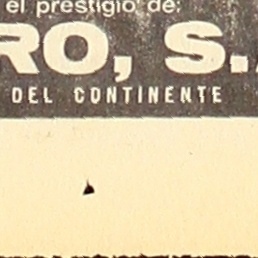 el prestigio de:
RO, S.
DEL CONTINENTE